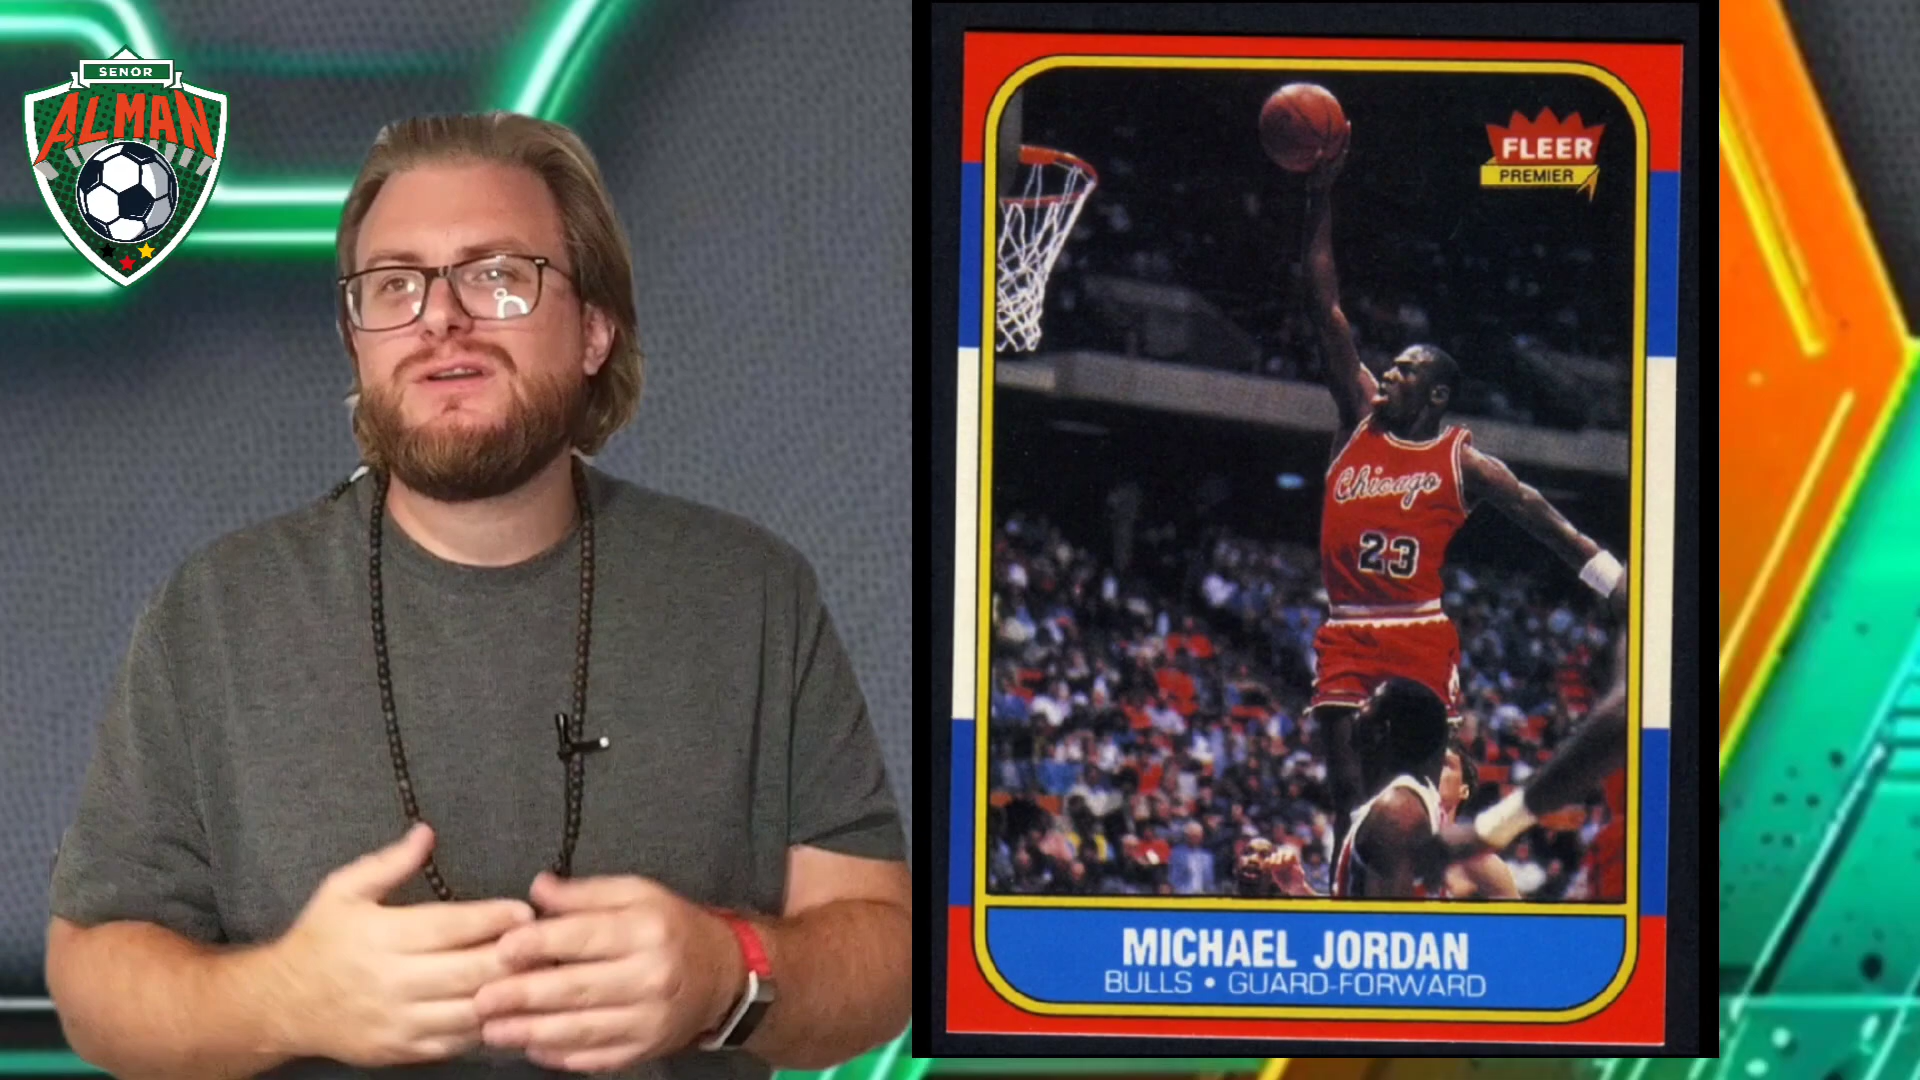 SENOR
ALMAN
FLEER
PREMIER
Chicago
23
MICHAEL JORDAN
BULLS • GUARD-FORWARD